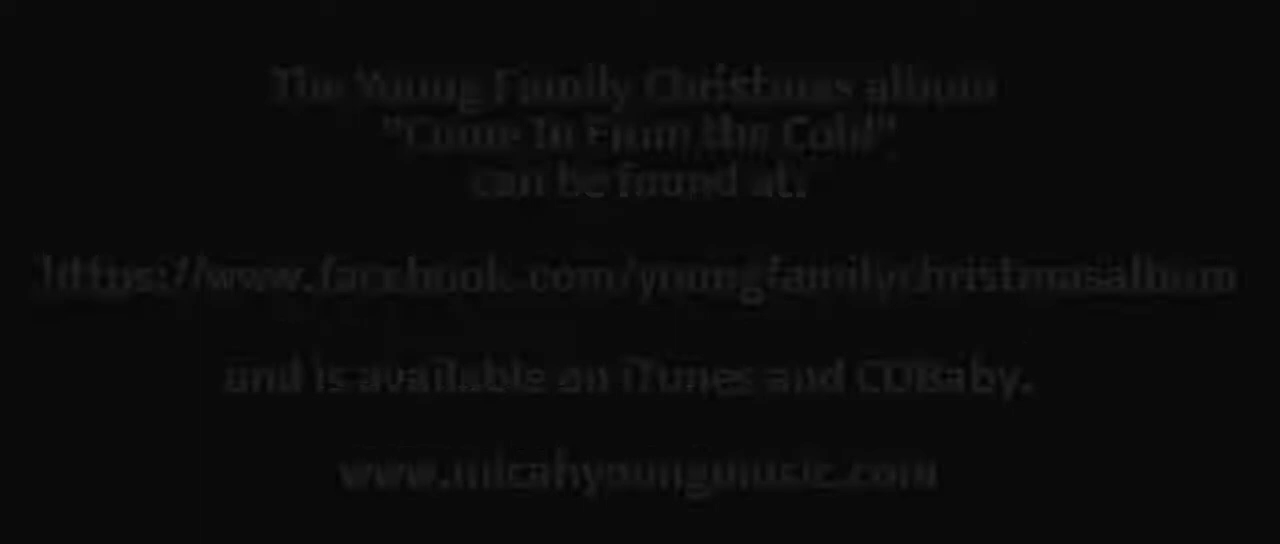 The Young Family Christmas album
"Come In From the Cold"
can be found at:
https://www.facebook.com/youngfamilychristmasalbum
and is available on iTunes and CDBaby.
www.micahyoungmusic.com